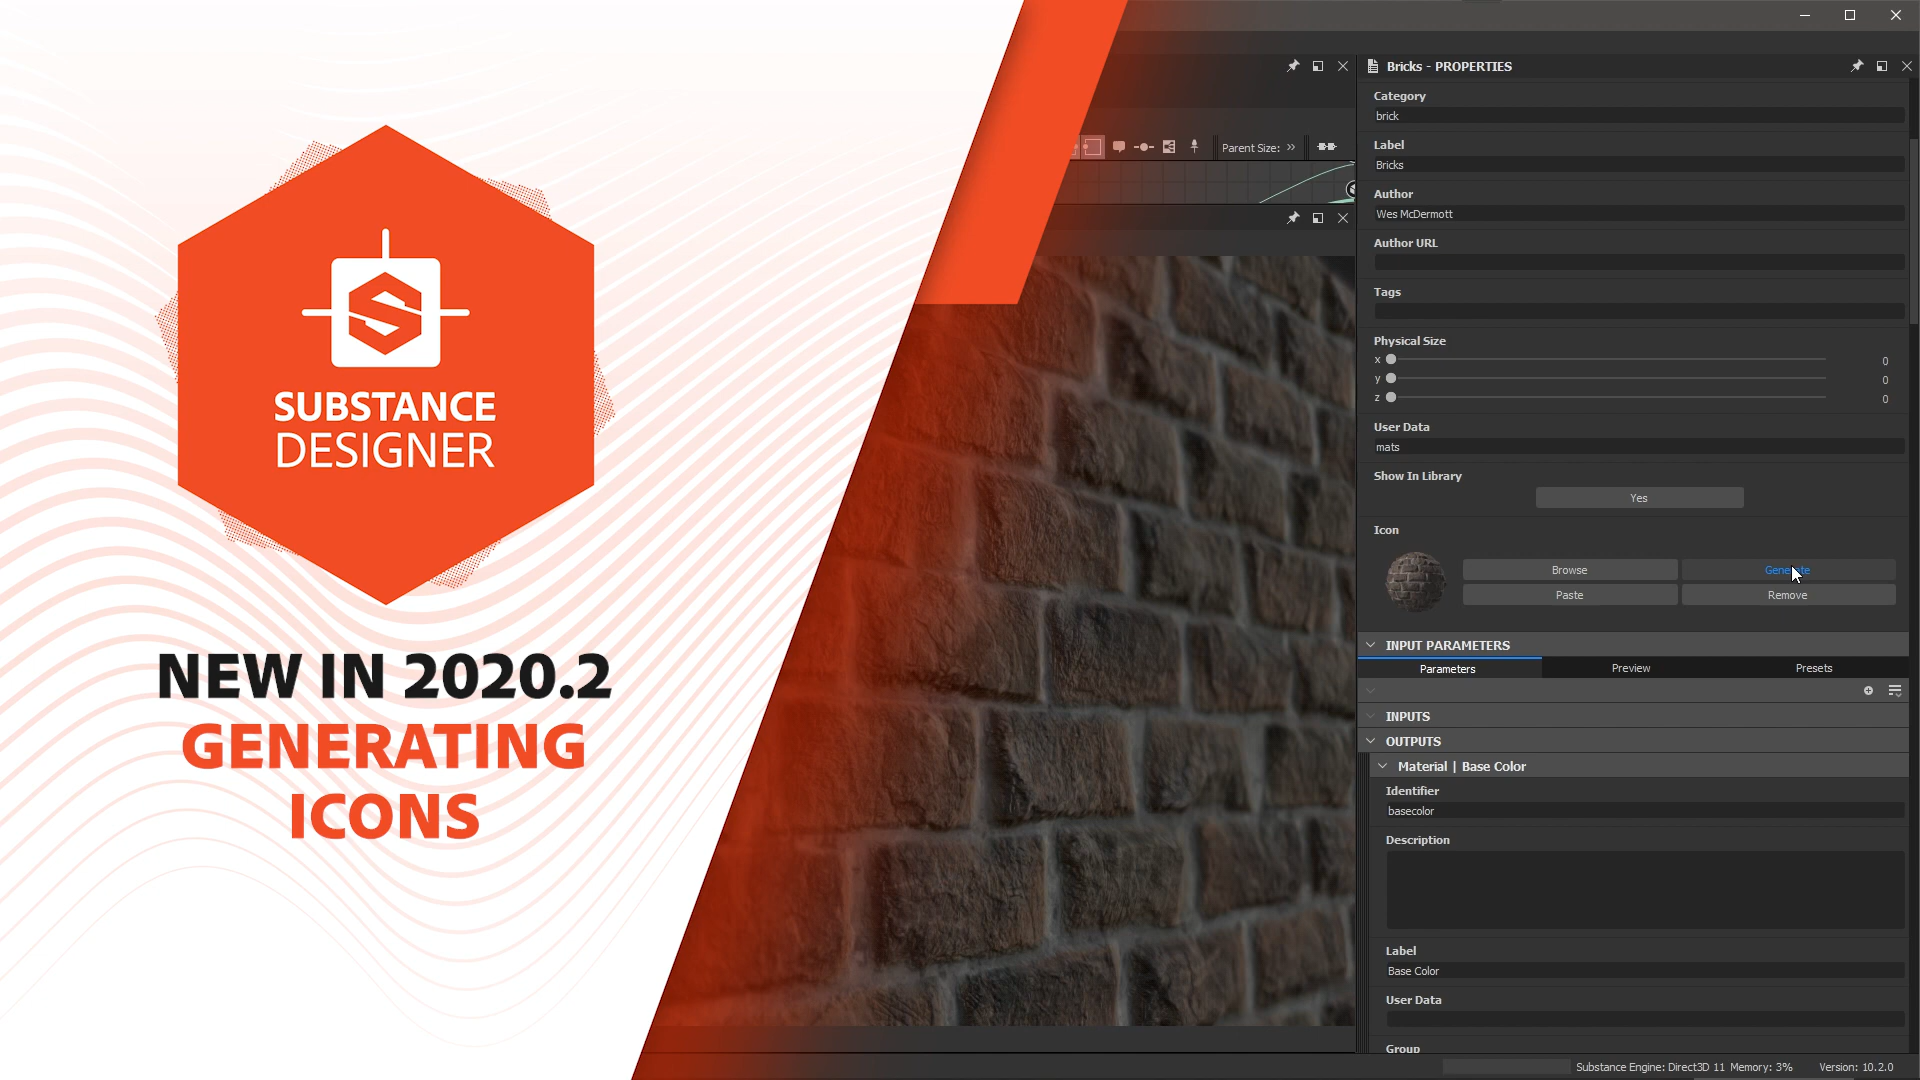 SUBSTANCE
DESIGNER
NEW IN 2020.2
GENERATING
ICONS
Parent Size: »
Bricks - PROPERTIES
Category
brick
Label
Bricks
Author
Wes McDermott
Author URL
Tags
Physical Size
x 0
y 0
z 0
User Data
mats
Show In Library
Yes
Icon
Browse Generate
Paste Remove
INPUT PARAMETERS
Parameters Preview Presets
INPUTS
OUTPUTS
Material | Base Color
Identifier
basecolor
Description
Label
Base Color
User Data
Group
Substance Engine: Direct3D 11 Memory: 3% Version: 10.2.0